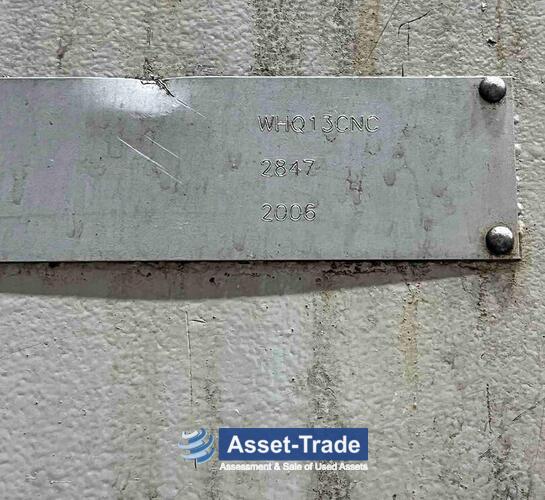 WHQ13CNC
2847
2006
Asset-Trade
Assessment & Sale of Used Assets